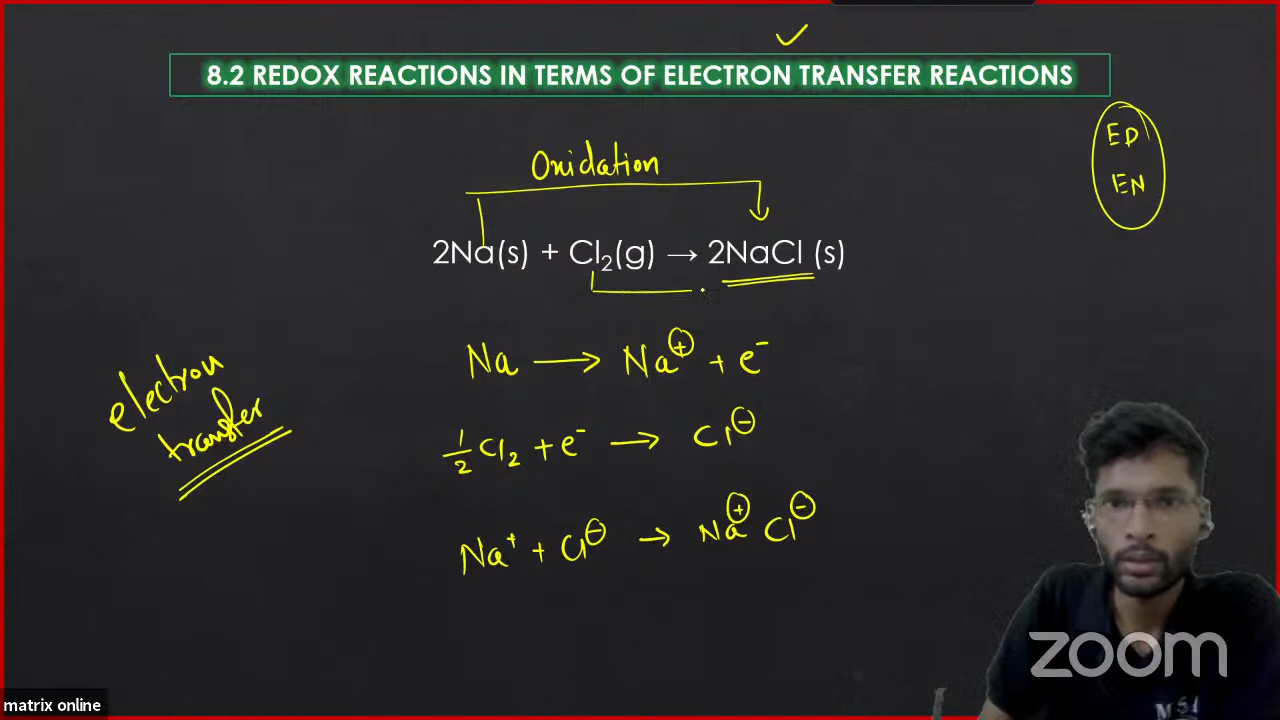 8.2 REDOX REACTIONS IN TERMS OF ELECTRON TRANSFER REACTIONS
ED
EN
Oxidation
2Na(s) + Cl₂(g) → 2NaCl (s)
Na → Na⊕ + e⁻
electron
transfer
½Cl₂ + e⁻ → Cl⊖
Na⁺ + Cl⊖ → Na⊕ Cl⊖
zoom
matrix online